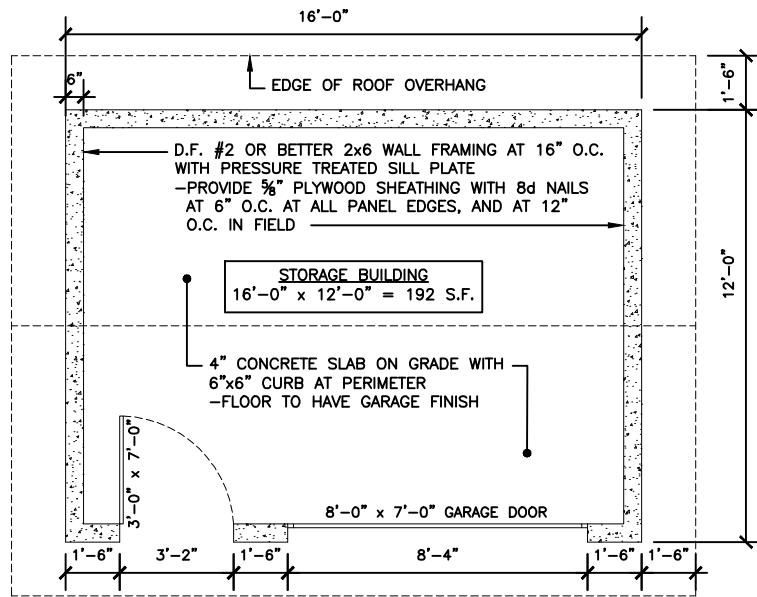 16'-0"
6"
EDGE OF ROOF OVERHANG
1'-6"
D.F. #2 OR BETTER 2x6 WALL FRAMING AT 16" O.C.
WITH PRESSURE TREATED SILL PLATE
-PROVIDE ⅝" PLYWOOD SHEATHING WITH 8d NAILS
AT 6" O.C. AT ALL PANEL EDGES, AND AT 12"
O.C. IN FIELD
STORAGE BUILDING
16'-0" x 12'-0" = 192 S.F.
12'-0"
4" CONCRETE SLAB ON GRADE WITH
6"x6" CURB AT PERIMETER
-FLOOR TO HAVE GARAGE FINISH
3'-0" x 7'-0"
8'-0" x 7'-0" GARAGE DOOR
1'-6"
3'-2"
1'-6"
8'-4"
1'-6"
1'-6"